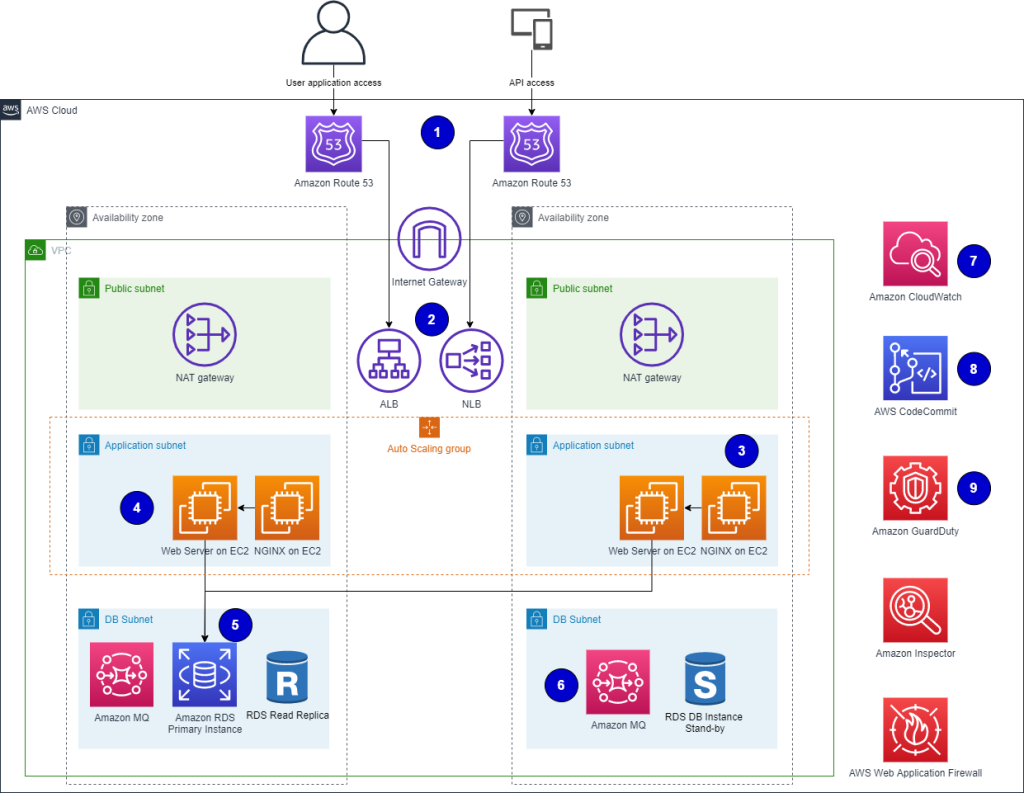 User application access
API access
aws
AWS Cloud
1
53
53
Amazon Route 53
Amazon Route 53
Availability zone
Availability zone
VPC
Internet Gateway
7
Amazon CloudWatch
Public subnet
Public subnet
2
NAT gateway
NAT gateway
ALB
NLB
8
AWS CodeCommit
Auto Scaling group
Application subnet
Application subnet
3
4
Web Server on EC2
NGINX on EC2
Web Server on EC2
NGINX on EC2
9
Amazon GuardDuty
DB Subnet
5
DB Subnet
Amazon MQ
Amazon RDS
Primary Instance
R
RDS Read Replica
6
Amazon MQ
S
RDS DB Instance
Stand-by
Amazon Inspector
AWS Web Application Firewall